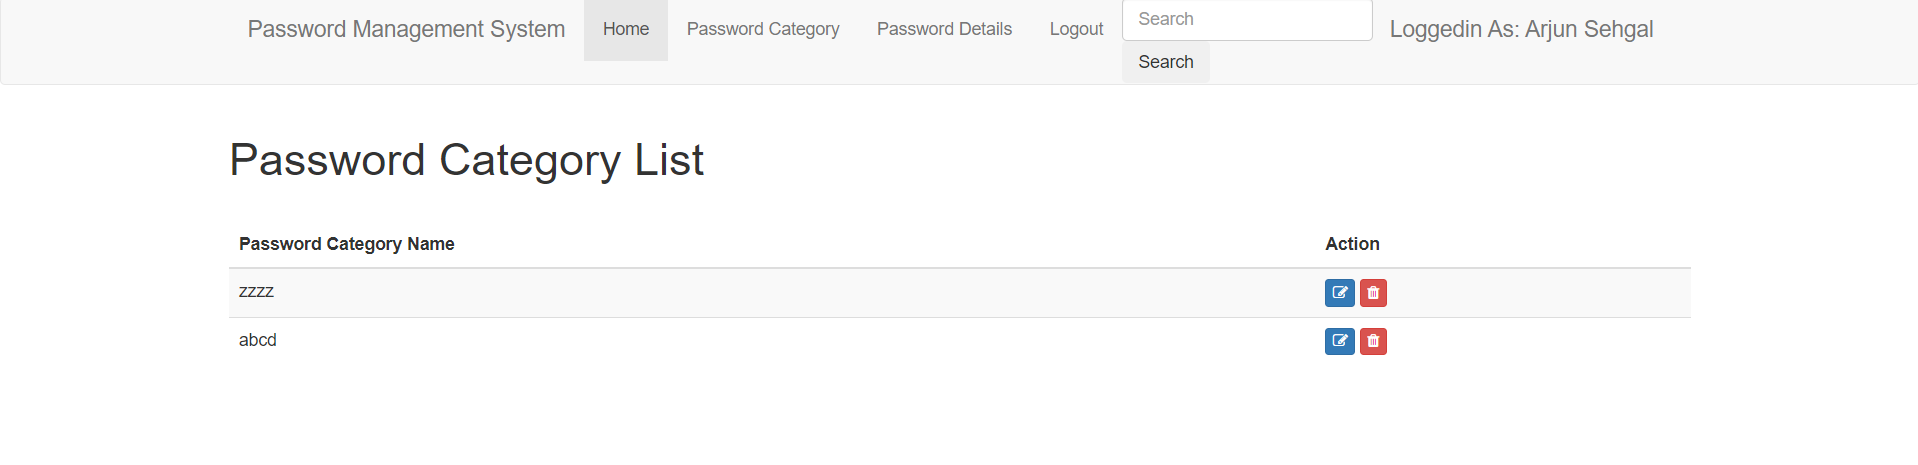 Password Management System Home Password Category Password Details Logout Search Loggedin As: Arjun Sehgal
Search
Password Category List
Password Category Name Action
zzzz
abcd